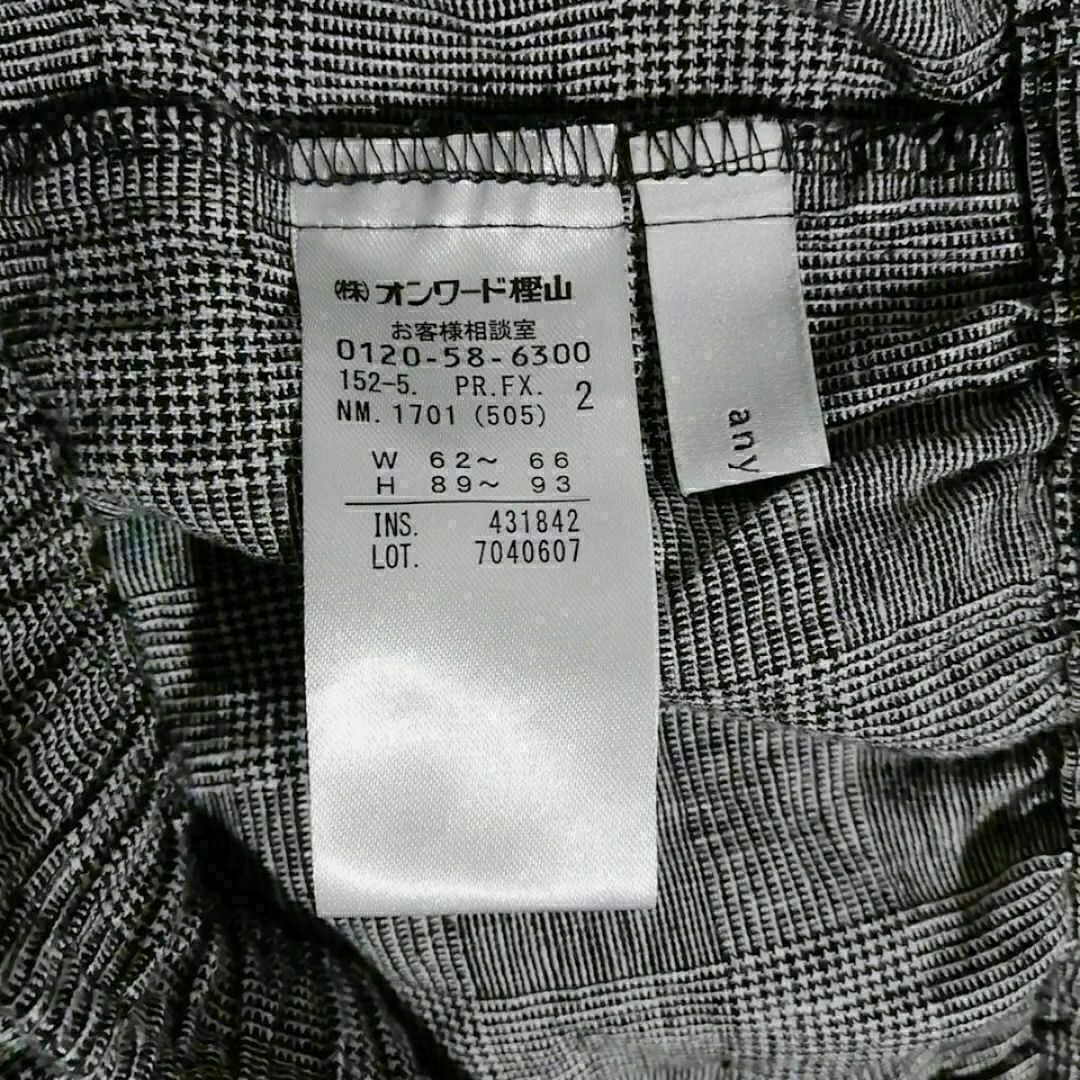 ㈱オンワード樫山
お客様相談室
0120-58-6300
152-5. PR.FX. 2
NM. 1701 (505)
W 62～ 66
H 89～ 93
INS. 431842
LOT. 7040607
any